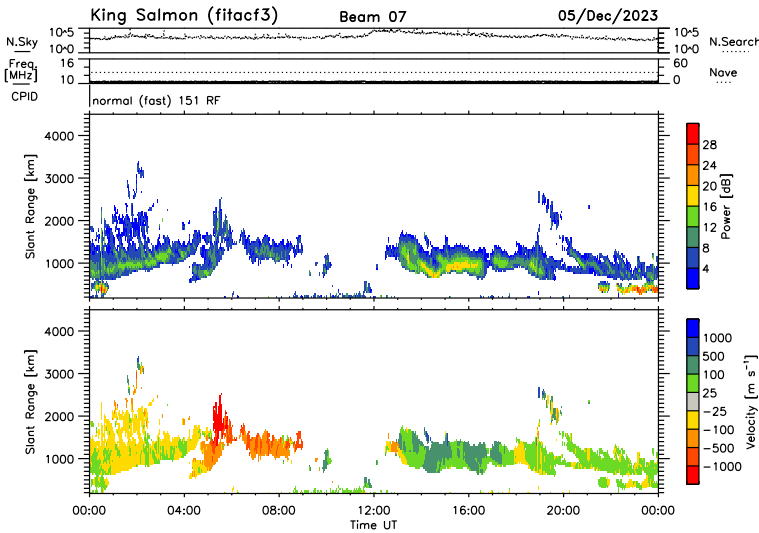 King Salmon (fitacf3) Beam 07 05/Dec/2023
N.Sky 10^5 10^0 10^5 10^0 N.Search
Freq. [MHz] 16 10 60 0 Nave
CPID normal (fast) 151 RF
Slant Range [km] 4000 3000 2000 1000
Power [dB] 28 24 20 16 12 8 4
Slant Range [km] 4000 3000 2000 1000
Velocity [m s⁻¹] 1000 500 100 25 −25 −100 −500 −1000
00:00 04:00 08:00 12:00 16:00 20:00 00:00
Time UT